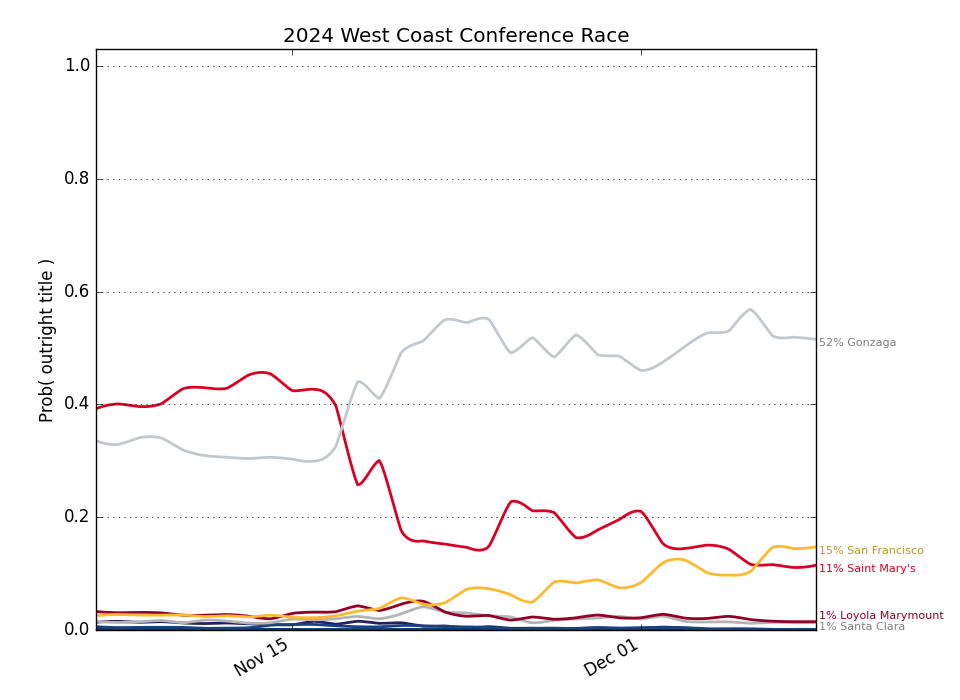 2024 West Coast Conference Race
Prob( outright title )
1.0
0.8
0.6
0.4
0.2
0.0
Nov 15
Dec 01
52% Gonzaga
15% San Francisco
11% Saint Mary's
1% Loyola Marymount
1% Santa Clara